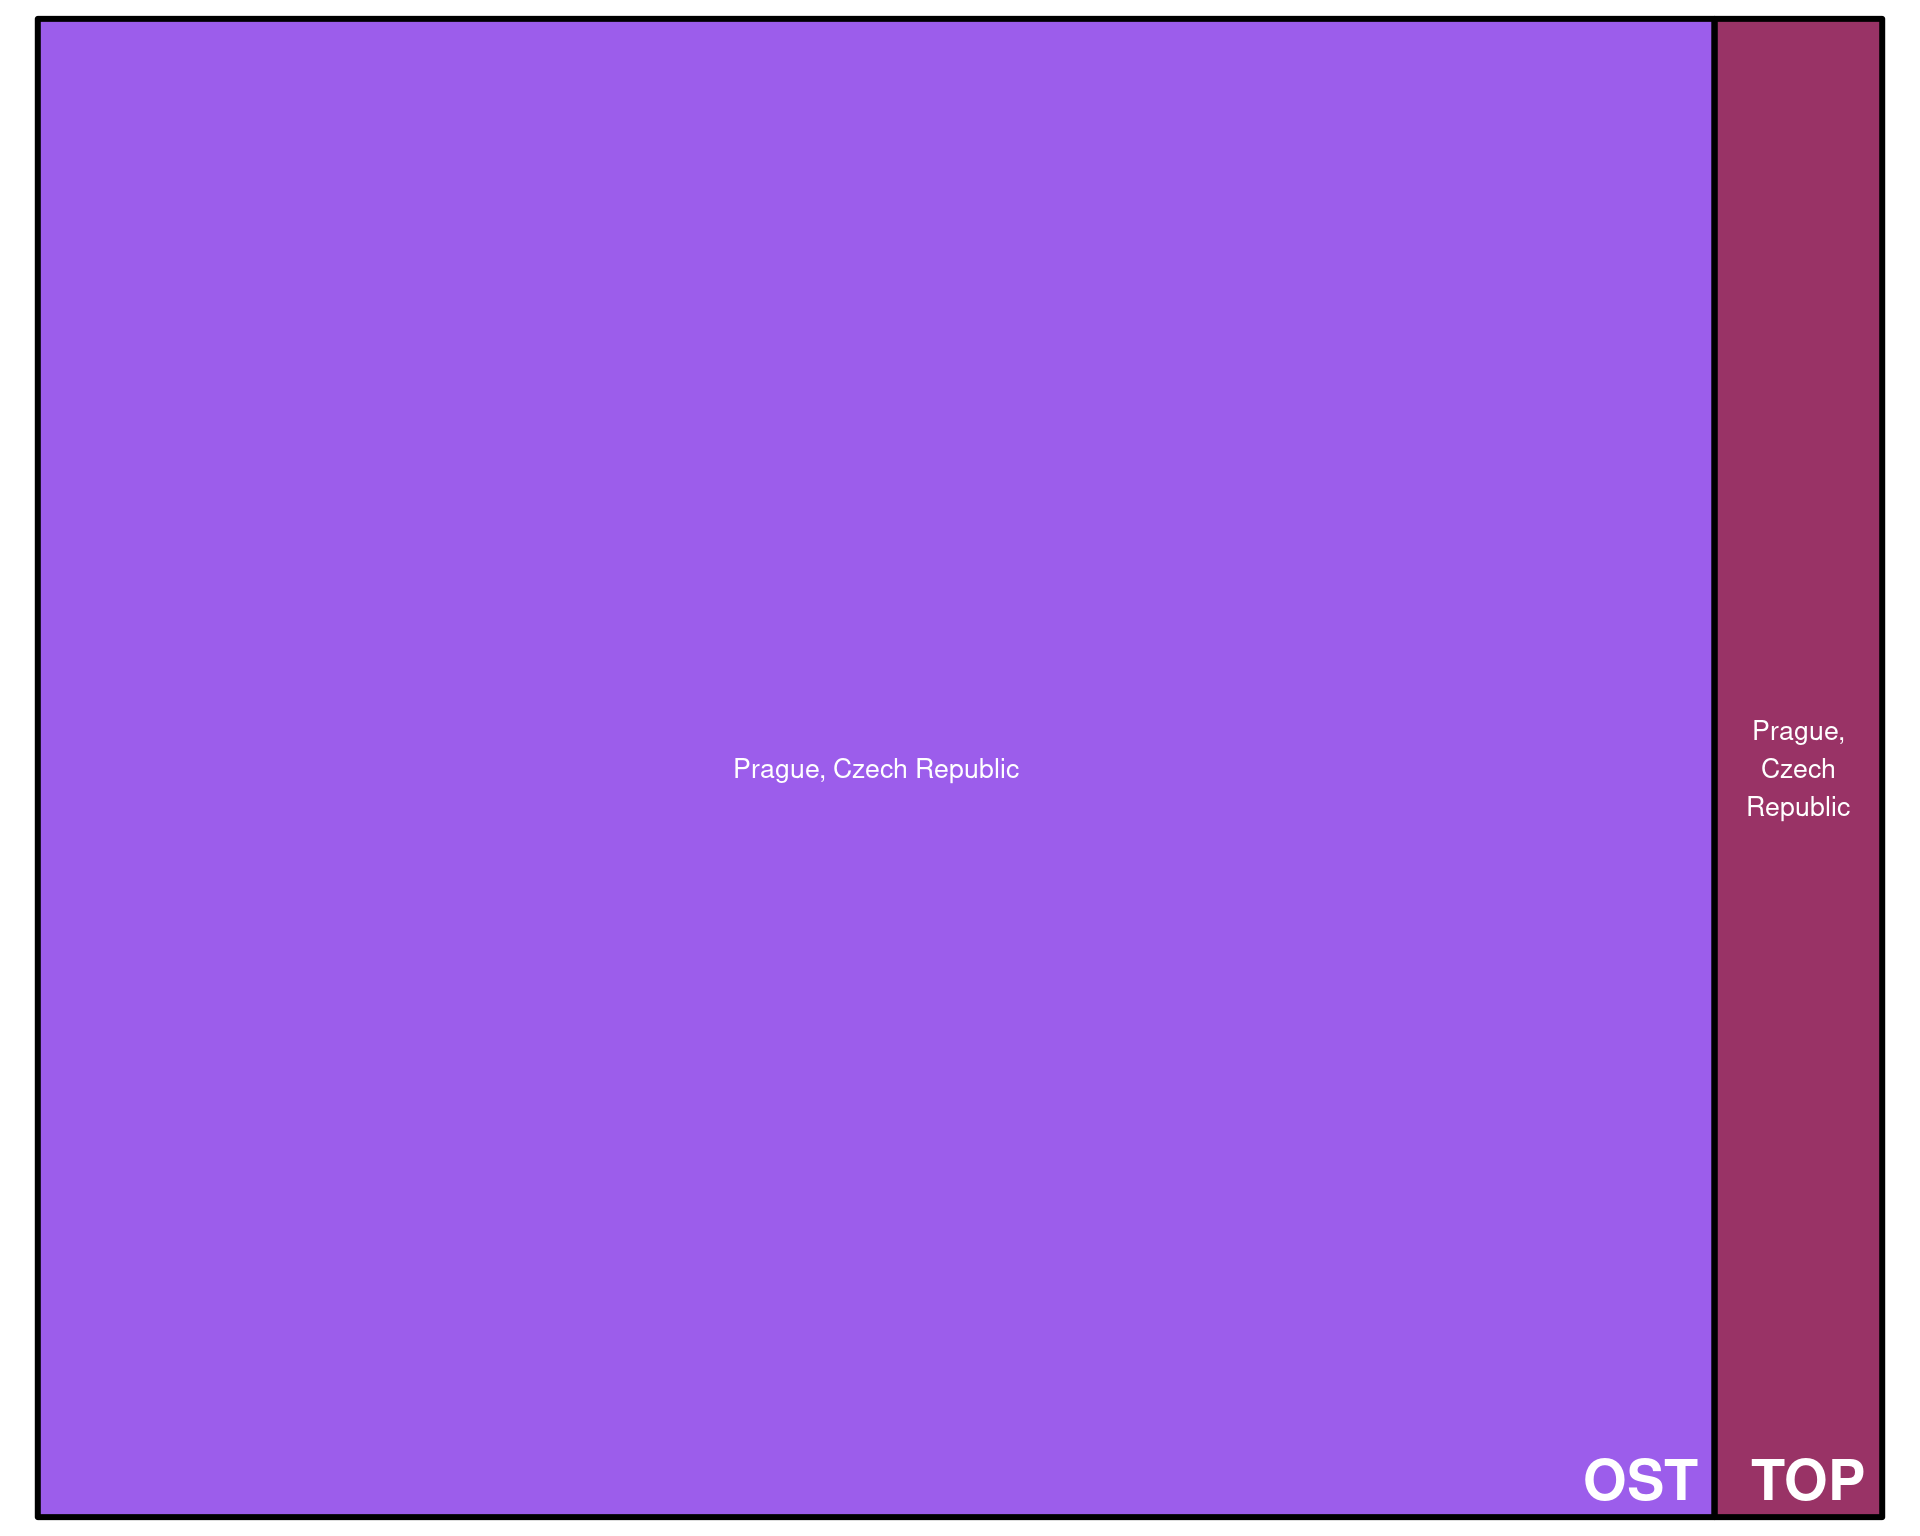 Prague, Czech Republic
OST
Prague,
Czech
Republic
TOP